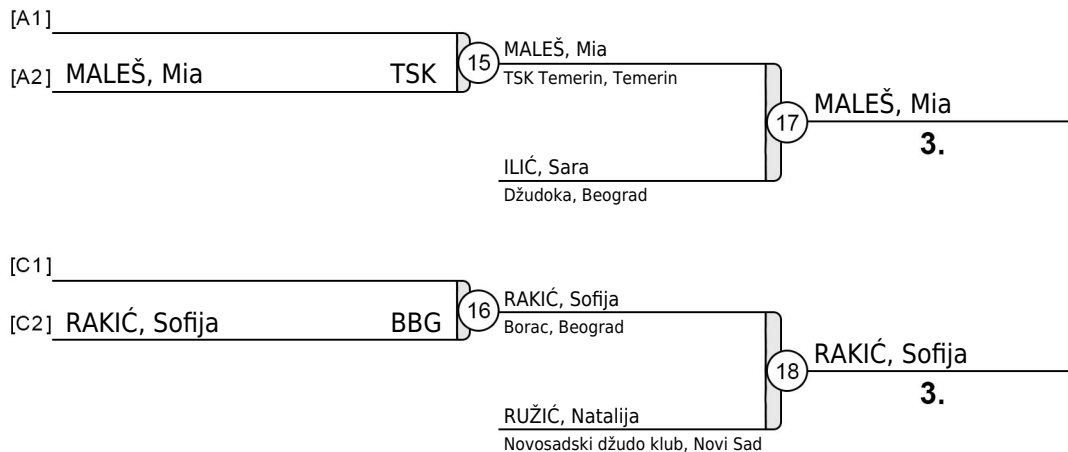 [A1]
[A2] MALEŠ, Mia TSK
15
MALEŠ, Mia
TSK Temerin, Temerin
17
MALEŠ, Mia
3.
ILIĆ, Sara
Džudoka, Beograd
[C1]
[C2] RAKIĆ, Sofija BBG
16
RAKIĆ, Sofija
Borac, Beograd
18
RAKIĆ, Sofija
3.
RUŽIĆ, Natalija
Novosadski džudo klub, Novi Sad